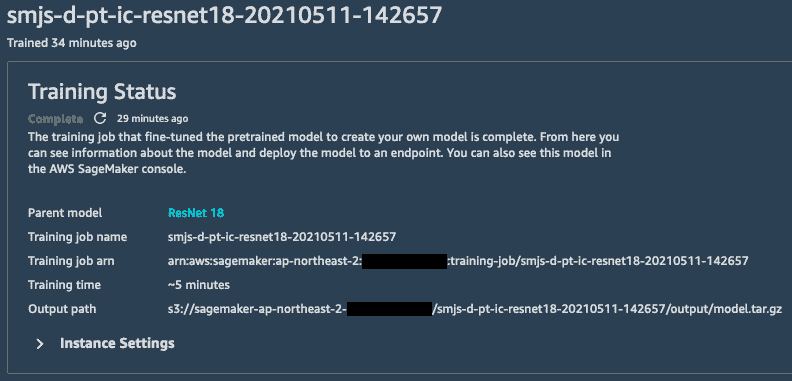 smjs-d-pt-ic-resnet18-20210511-142657
Trained 34 minutes ago
Training Status
Complete 29 minutes ago
The training job that fine-tuned the pretrained model to create your own model is complete. From here you
can see information about the model and deploy the model to an endpoint. You can also see this model in
the AWS SageMaker console.
Parent model ResNet 18
Training job name smjs-d-pt-ic-resnet18-20210511-142657
Training job arn arn:aws:sagemaker:ap-northeast-2: :training-job/smjs-d-pt-ic-resnet18-20210511-142657
Training time ~5 minutes
Output path s3://sagemaker-ap-northeast-2- /smjs-d-pt-ic-resnet18-20210511-142657/output/model.tar.gz
Instance Settings